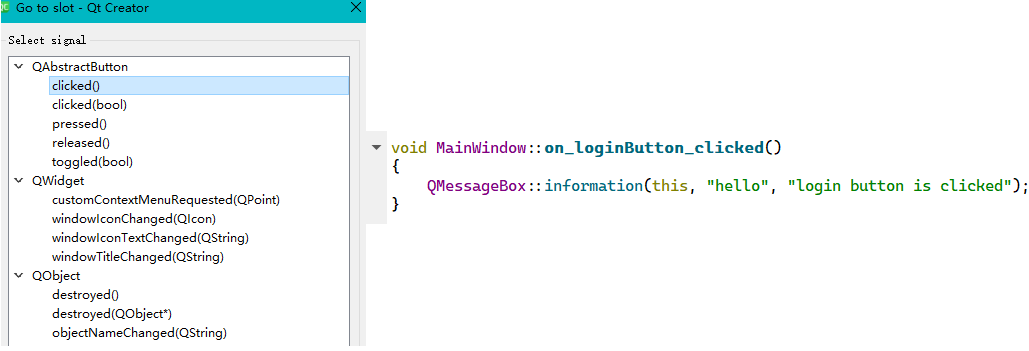 QC Go to slot - Qt Creator
Select signal
QAbstractButton
clicked()
clicked(bool)
pressed()
released()
toggled(bool)
QWidget
customContextMenuRequested(QPoint)
windowIconChanged(QIcon)
windowIconTextChanged(QString)
windowTitleChanged(QString)
QObject
destroyed()
destroyed(QObject*)
objectNameChanged(QString)
void MainWindow::on_loginButton_clicked()
{
QMessageBox::information(this, "hello", "login button is clicked");
}